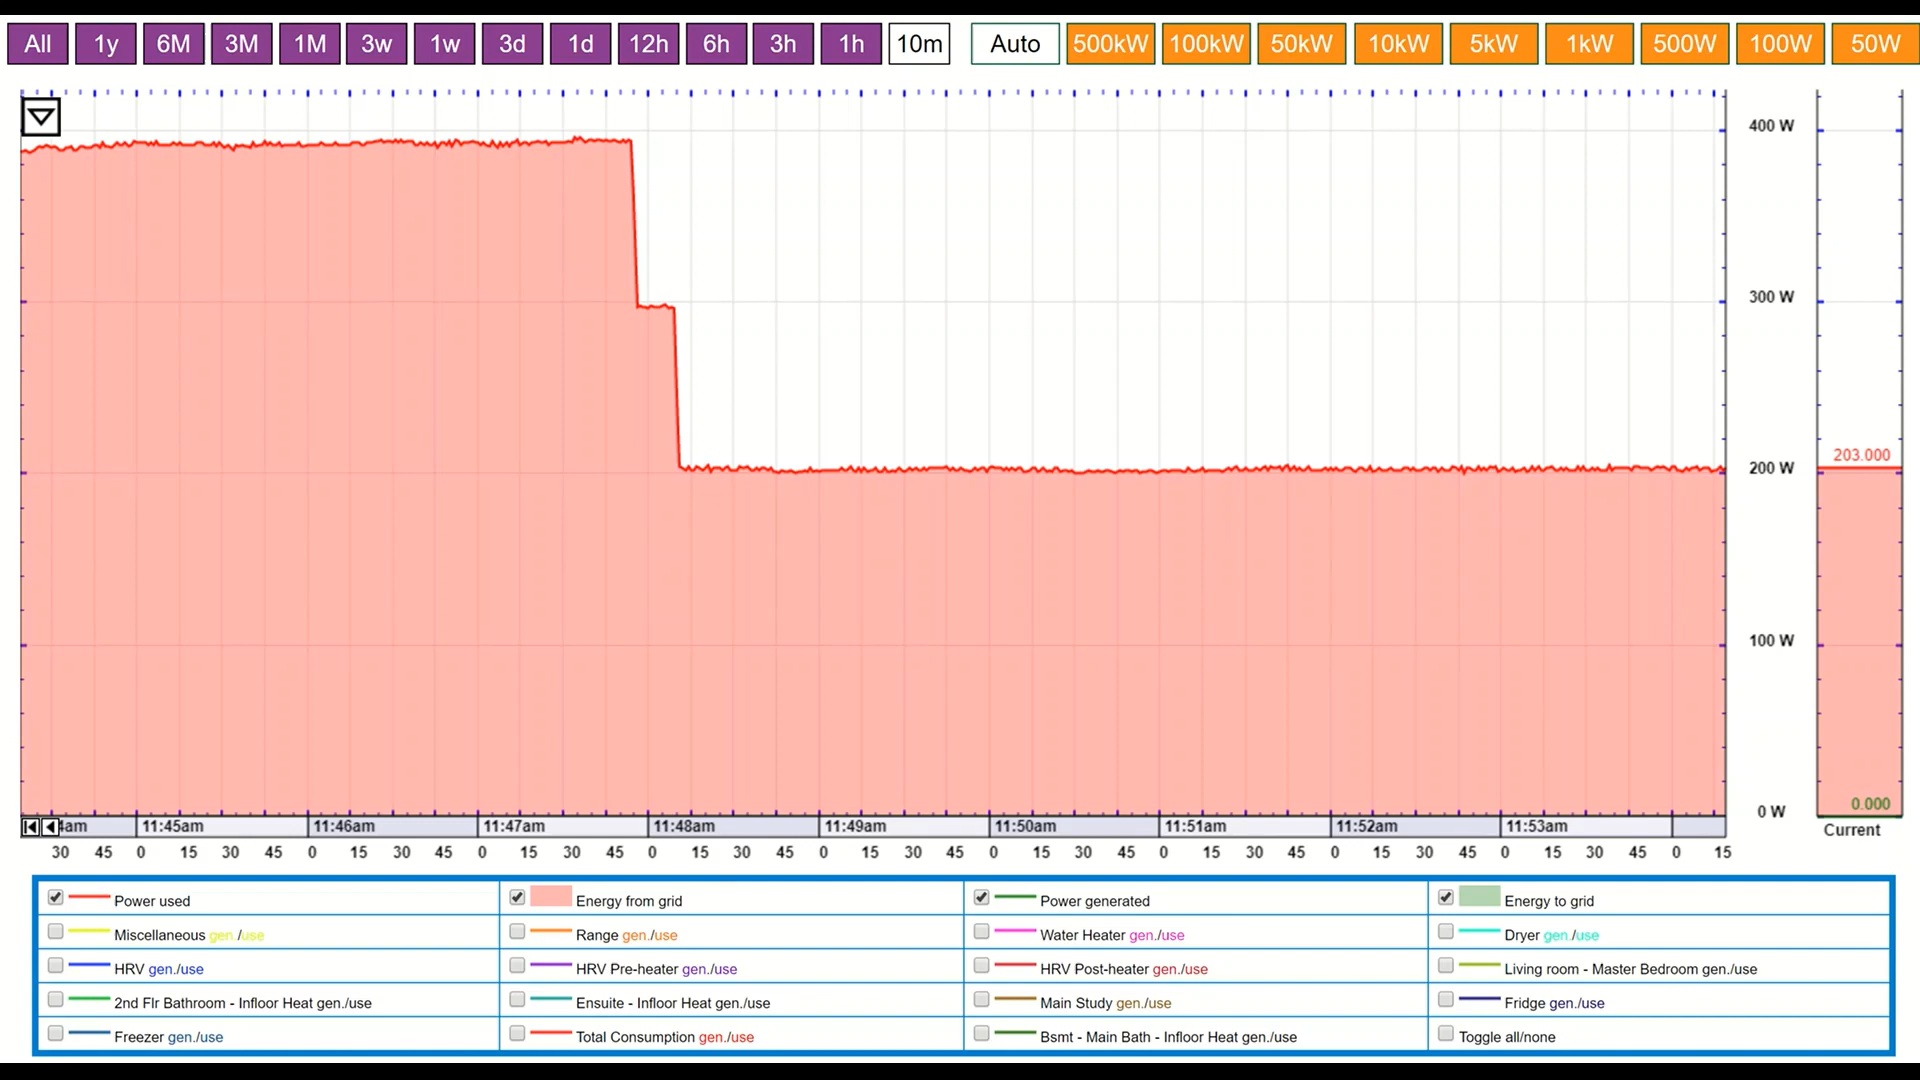 All 1y 6M 3M 1M 3w 1w 3d 1d 12h 6h 3h 1h 10m Auto 500kW 100kW 50kW 10kW 5kW 1kW 500W 100W 50W
400 W
300 W
203.000
200 W
100 W
0.000
0 W
4am 11:45am 11:46am 11:47am 11:48am 11:49am 11:50am 11:51am 11:52am 11:53am Current
30 45 0 15 30 45 0 15 30 45 0 15 30 45 0 15 30 45 0 15 30 45 0 15 30 45 0 15 30 45 0 15 30 45 0 15 30 45 0 15
Power used Energy from grid Power generated Energy to grid
Miscellaneous gen./use Range gen./use Water Heater gen./use Dryer gen./use
HRV gen./use HRV Pre-heater gen./use HRV Post-heater gen./use Living room - Master Bedroom gen./use
2nd Flr Bathroom - Infloor Heat gen./use Ensuite - Infloor Heat gen./use Main Study gen./use Fridge gen./use
Freezer gen./use Total Consumption gen./use Bsmt - Main Bath - Infloor Heat gen./use Toggle all/none